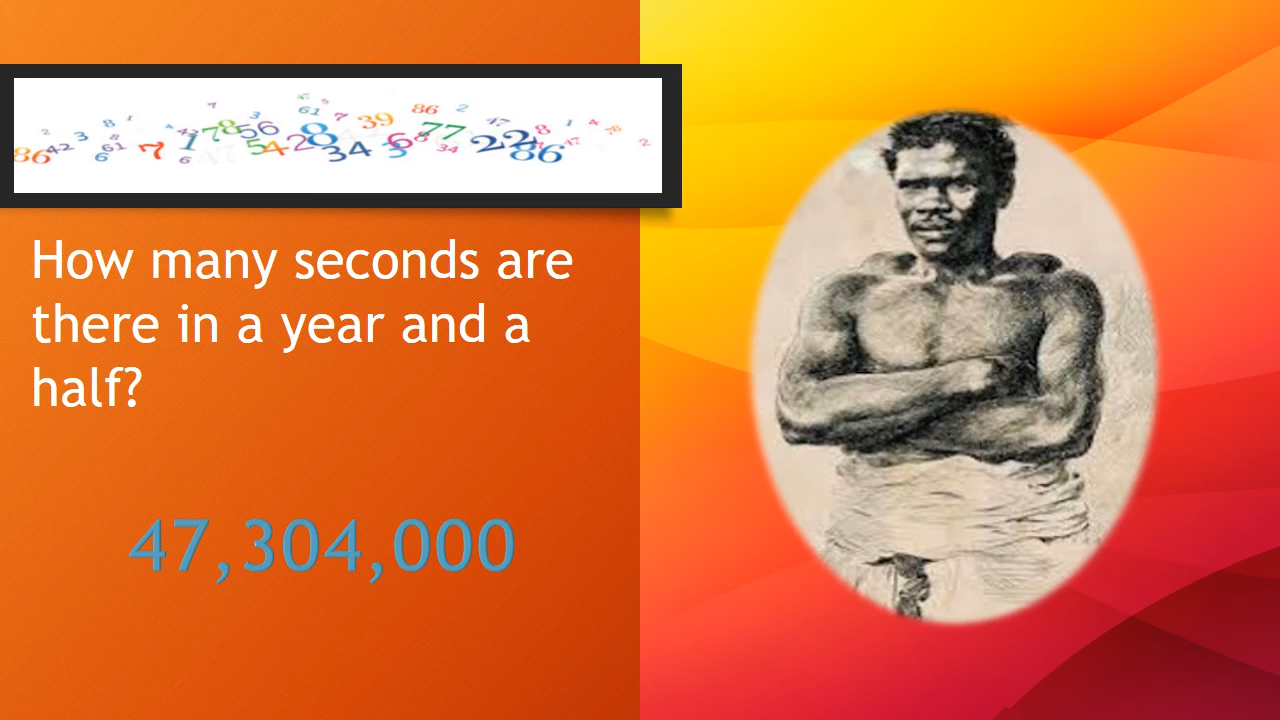 How many seconds are
there in a year and a
half?
47,304,000